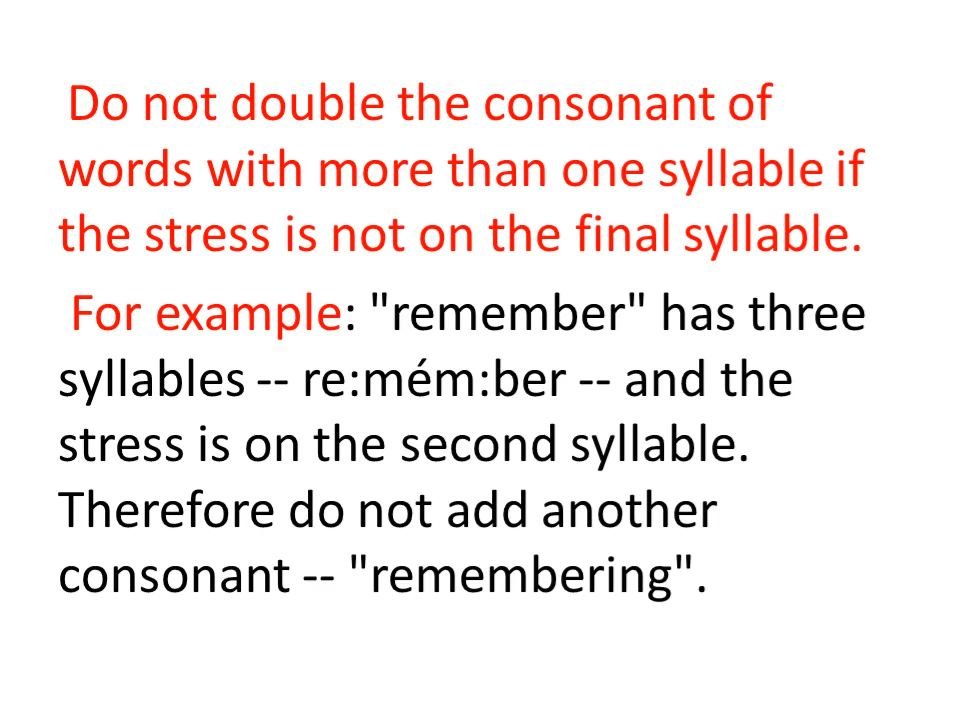 Do not double the consonant of
words with more than one syllable if
the stress is not on the final syllable.
For example: "remember" has three
syllables -- re:mém:ber -- and the
stress is on the second syllable.
Therefore do not add another
consonant -- "remembering".